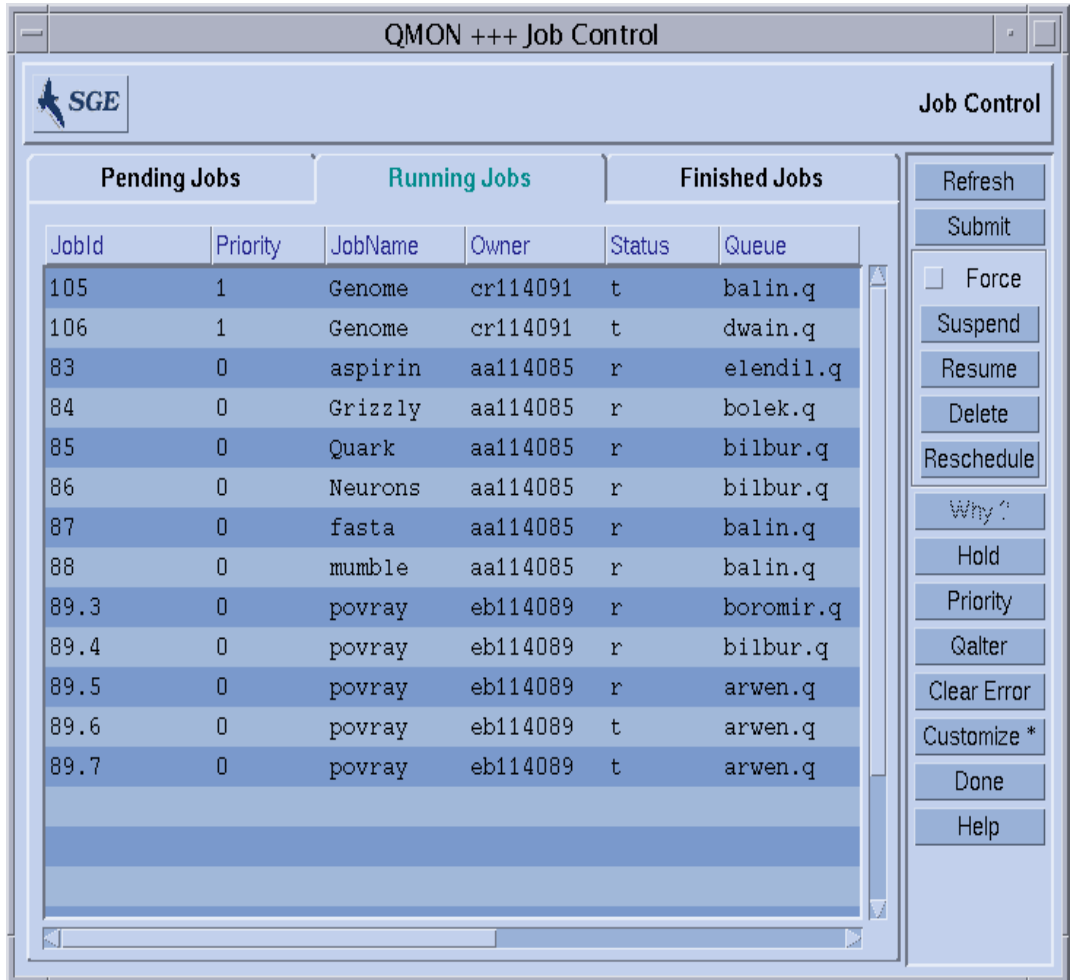 QMON +++ Job Control
SGE
Job Control
Pending Jobs Running Jobs Finished Jobs
JobId Priority JobName Owner Status Queue
105 1 Genome cr114091 t balin.q
106 1 Genome cr114091 t dwain.q
83 0 aspirin aa114085 r elendil.q
84 0 Grizzly aa114085 r bolek.q
85 0 Quark aa114085 r bilbur.q
86 0 Neurons aa114085 r bilbur.q
87 0 fasta aa114085 r balin.q
88 0 mumble aa114085 r balin.q
89.3 0 povray eb114089 r boromir.q
89.4 0 povray eb114089 r bilbur.q
89.5 0 povray eb114089 r arwen.q
89.6 0 povray eb114089 t arwen.q
89.7 0 povray eb114089 t arwen.q
Refresh
Submit
Force
Suspend
Resume
Delete
Reschedule
Why ?
Hold
Priority
Qalter
Clear Error
Customize *
Done
Help